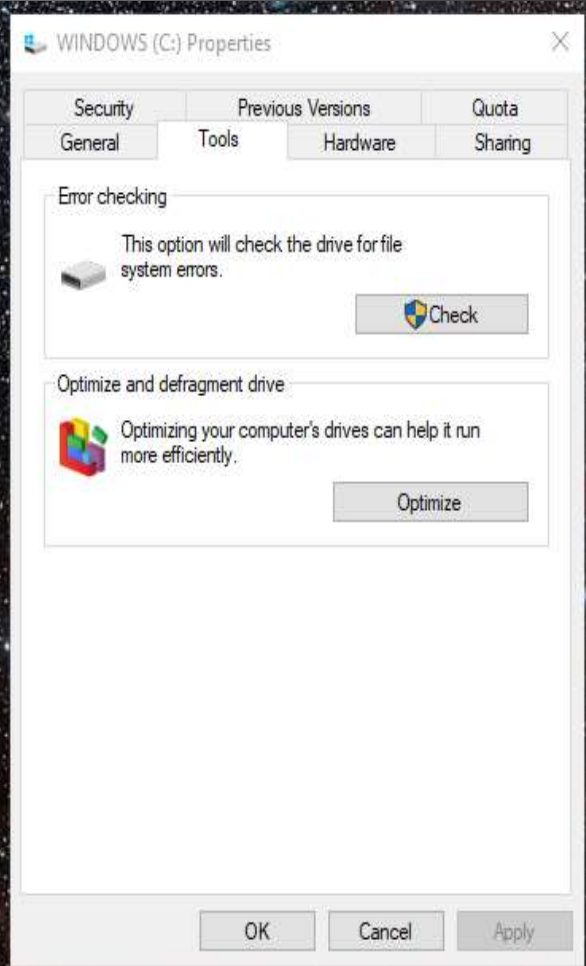 WINDOWS (C:) Properties
Security Previous Versions Quota
General Tools Hardware Sharing
Error checking
This option will check the drive for file
system errors.
Check
Optimize and defragment drive
Optimizing your computer's drives can help it run
more efficiently.
Optimize
OK Cancel Apply